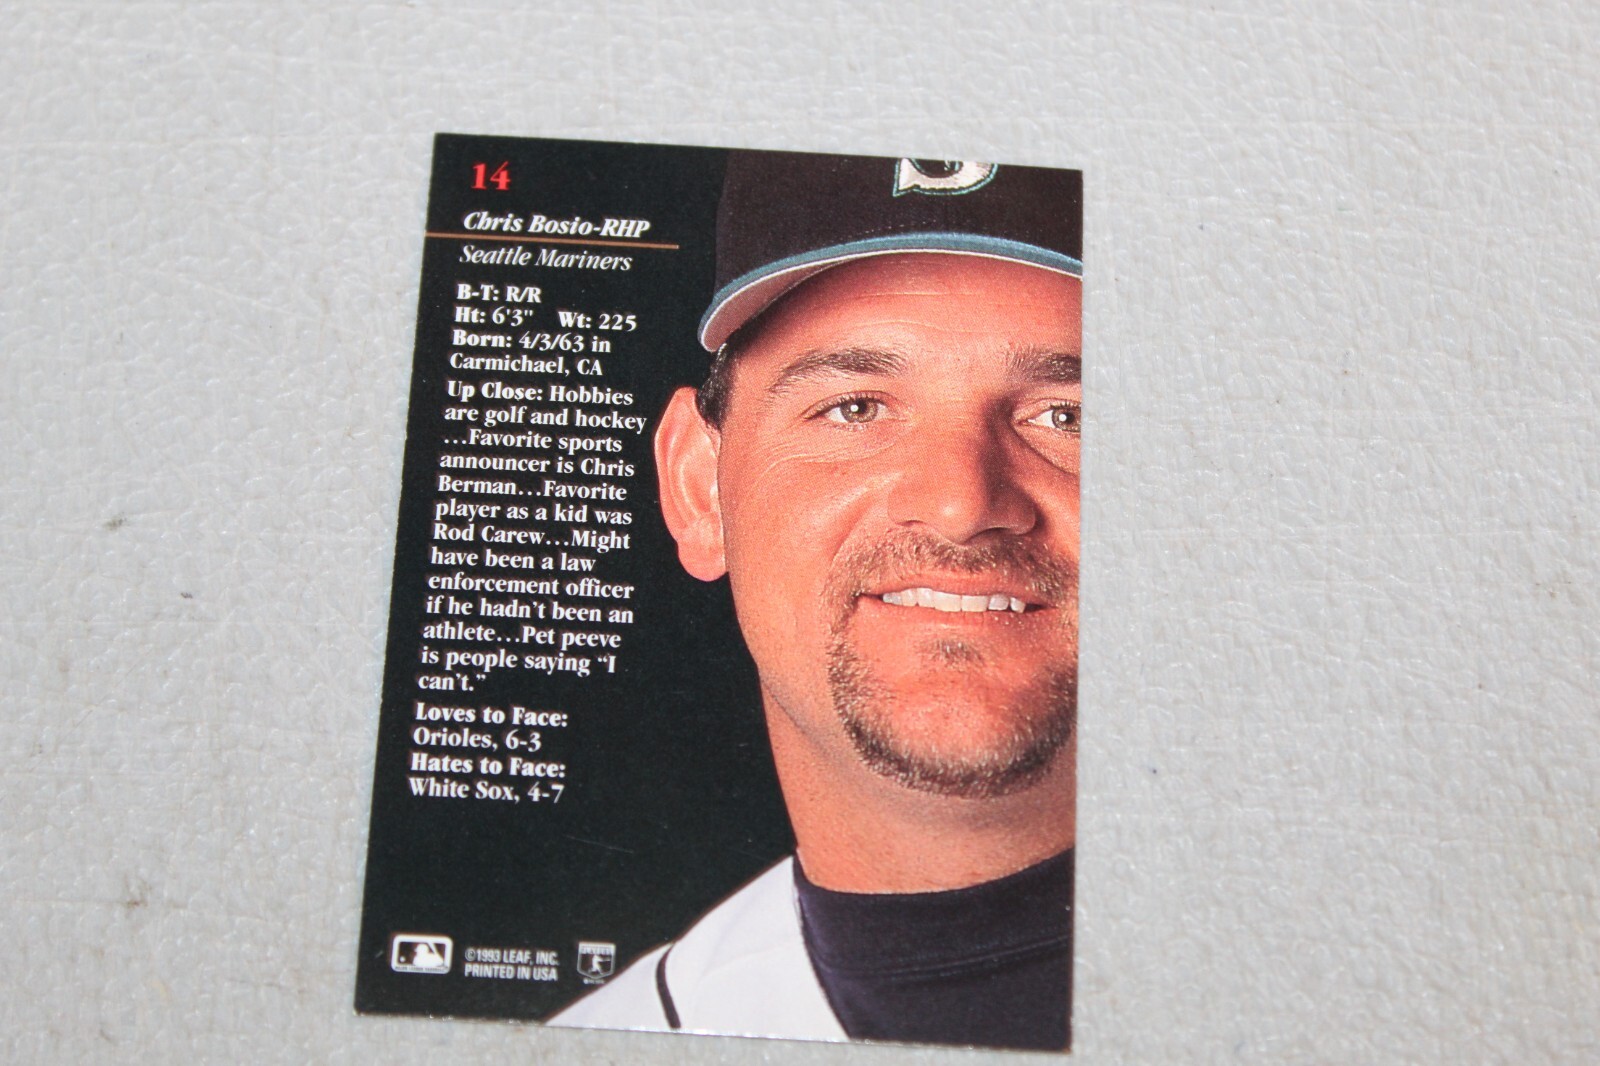 14
Chris Bosio-RHP
Seattle Mariners
B-T: R/R
Ht: 6'3" Wt: 225
Born: 4/3/63 in
Carmichael, CA
Up Close: Hobbies
are golf and hockey
...Favorite sports
announcer is Chris
Berman...Favorite
player as a kid was
Rod Carew...Might
have been a law
enforcement officer
if he hadn't been an
athlete...Pet peeve
is people saying “I
can't.”
Loves to Face:
Orioles, 6-3
Hates to Face:
White Sox, 4-7
©1993 LEAF, INC.
PRINTED IN USA